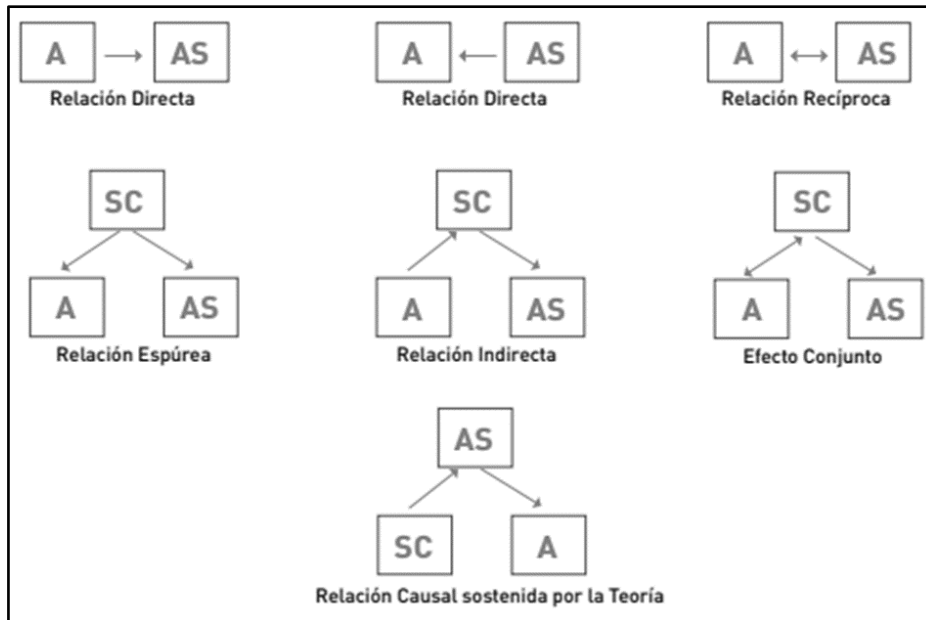 A AS A AS A AS
Relación Directa Relación Directa Relación Recíproca
SC SC SC
A AS A AS A AS
Relación Espúrea Relación Indirecta Efecto Conjunto
AS
SC A
Relación Causal sostenida por la Teoría